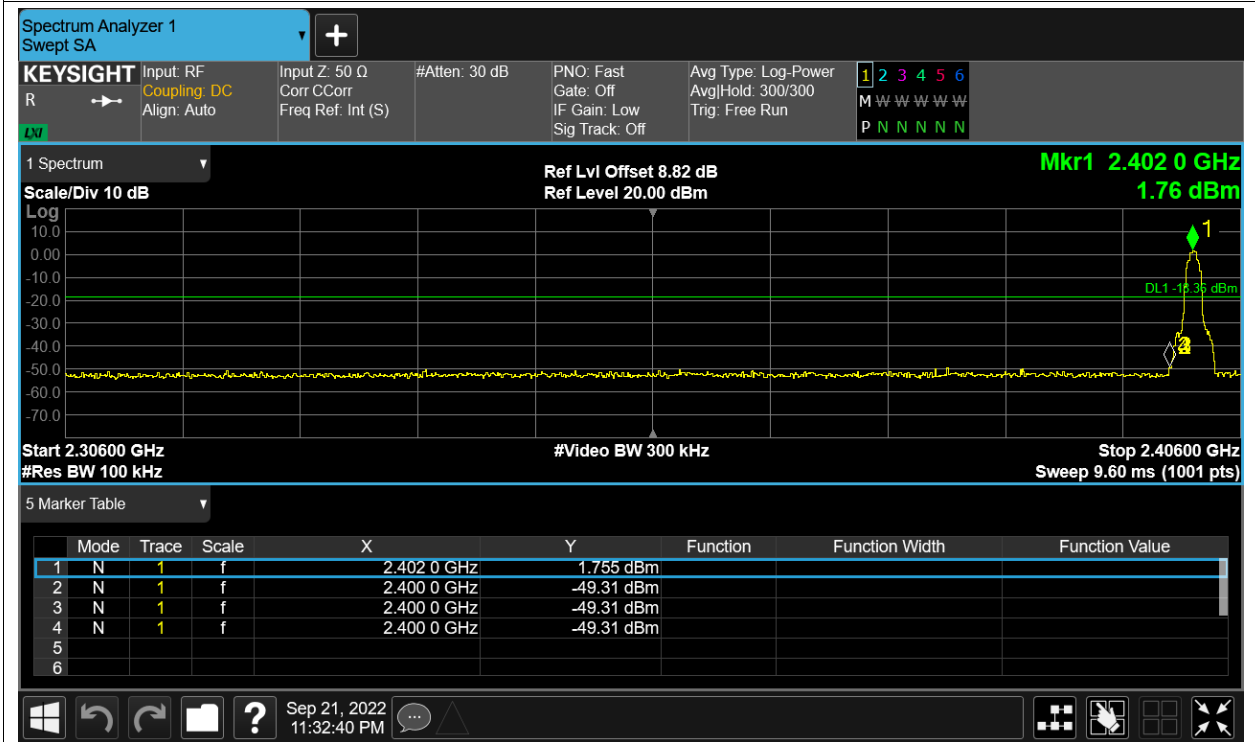 Spectrum Analyzer 1
Swept SA
+
KEYSIGHT Input: RF Input Z: 50 Ω #Atten: 30 dB PNO: Fast Avg Type: Log-Power 1 2 3 4 5 6
R Coupling: DC Corr CCorr Gate: Off Avg|Hold: 300/300 M W W W W W W
Align: Auto Freq Ref: Int (S) IF Gain: Low Trig: Free Run
LXI Sig Track: Off P N N N N N N
1 Spectrum Ref Lvl Offset 8.82 dB Mkr1 2.402 0 GHz
Scale/Div 10 dB Ref Level 20.00 dBm 1.76 dBm
Log
10.0 1
0.00
-10.0
DL1 -18.36 dBm
-20.0
-30.0
-40.0
-50.0
-60.0
-70.0
Start 2.30600 GHz #Video BW 300 kHz Stop 2.40600 GHz
#Res BW 100 kHz Sweep 9.60 ms (1001 pts)
5 Marker Table
Mode Trace Scale X Y Function Function Width Function Value
1 N 1 f 2.402 0 GHz 1.755 dBm
2 N 1 f 2.400 0 GHz -49.31 dBm
3 N 1 f 2.400 0 GHz -49.31 dBm
4 N 1 f 2.400 0 GHz -49.31 dBm
5
6
? Sep 21, 2022
11:32:40 PM